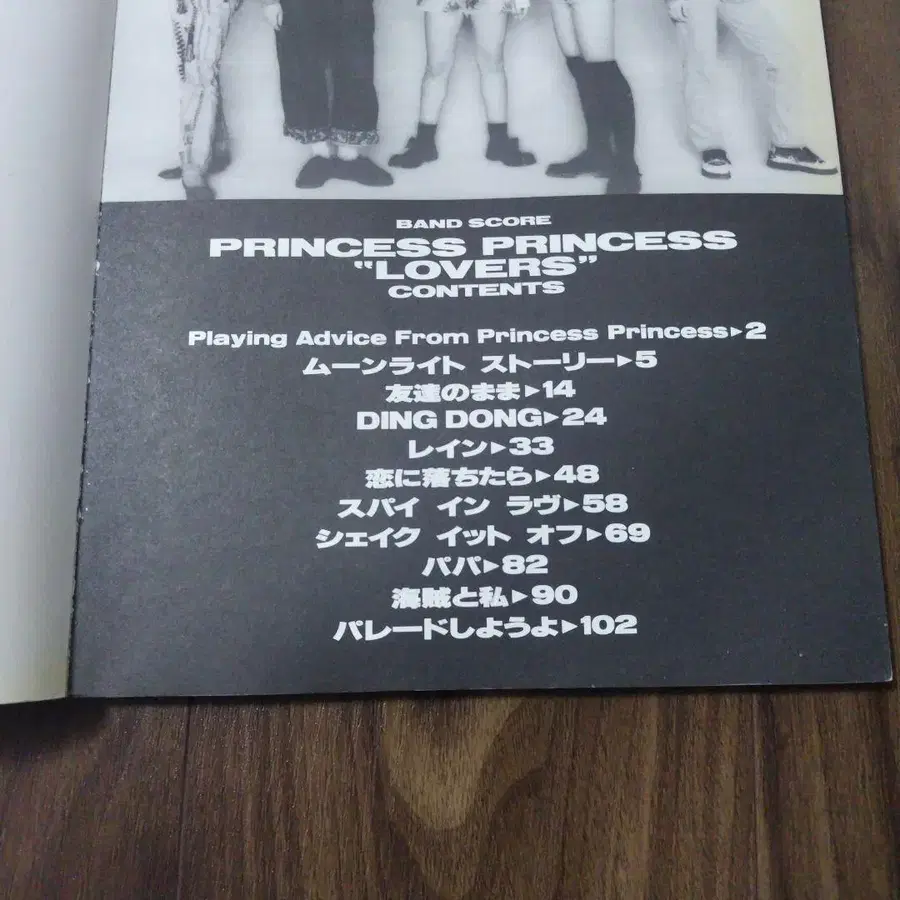 BAND SCORE
PRINCESS PRINCESS
“LOVERS”
CONTENTS
Playing Advice From Princess Princess▶2
ムーンライト ストーリー▶5
友達のまま▶14
DING DONG▶24
レイン▶33
恋に落ちたら▶48
スパイ イン ラヴ▶58
シェイク イット オフ▶69
パパ▶82
海賊と私▶90
パレードしようよ▶102